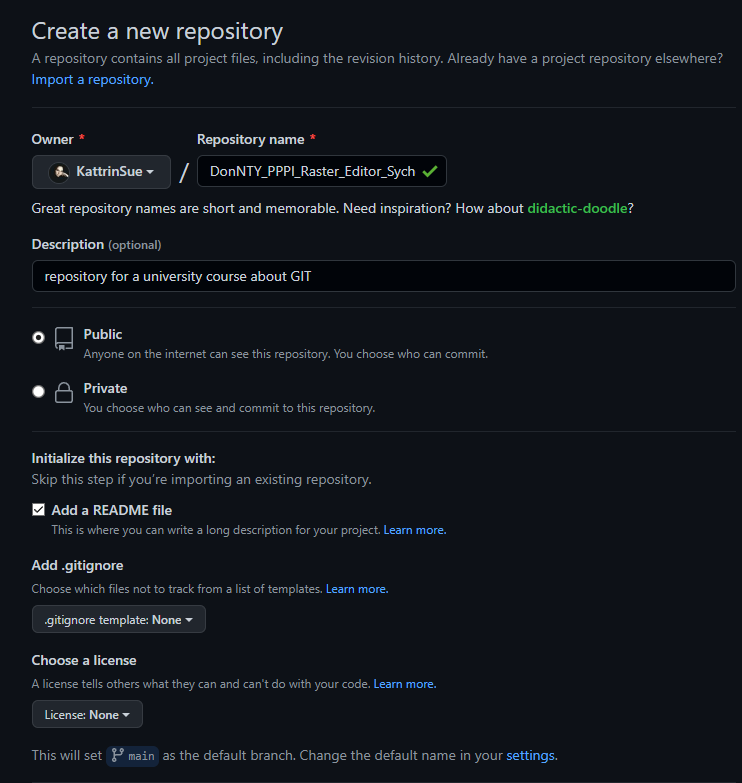 Create a new repository
A repository contains all project files, including the revision history. Already have a project repository elsewhere?
Import a repository.
Owner * Repository name *
KattrinSue / DonNTY_PPPI_Raster_Editor_Sych
Great repository names are short and memorable. Need inspiration? How about didactic-doodle?
Description (optional)
repository for a university course about GIT
Public
Anyone on the internet can see this repository. You choose who can commit.
Private
You choose who can see and commit to this repository.
Initialize this repository with:
Skip this step if you're importing an existing repository.
Add a README file
This is where you can write a long description for your project. Learn more.
Add .gitignore
Choose which files not to track from a list of templates. Learn more.
.gitignore template: None
Choose a license
A license tells others what they can and can't do with your code. Learn more.
License: None
This will set main as the default branch. Change the default name in your settings.